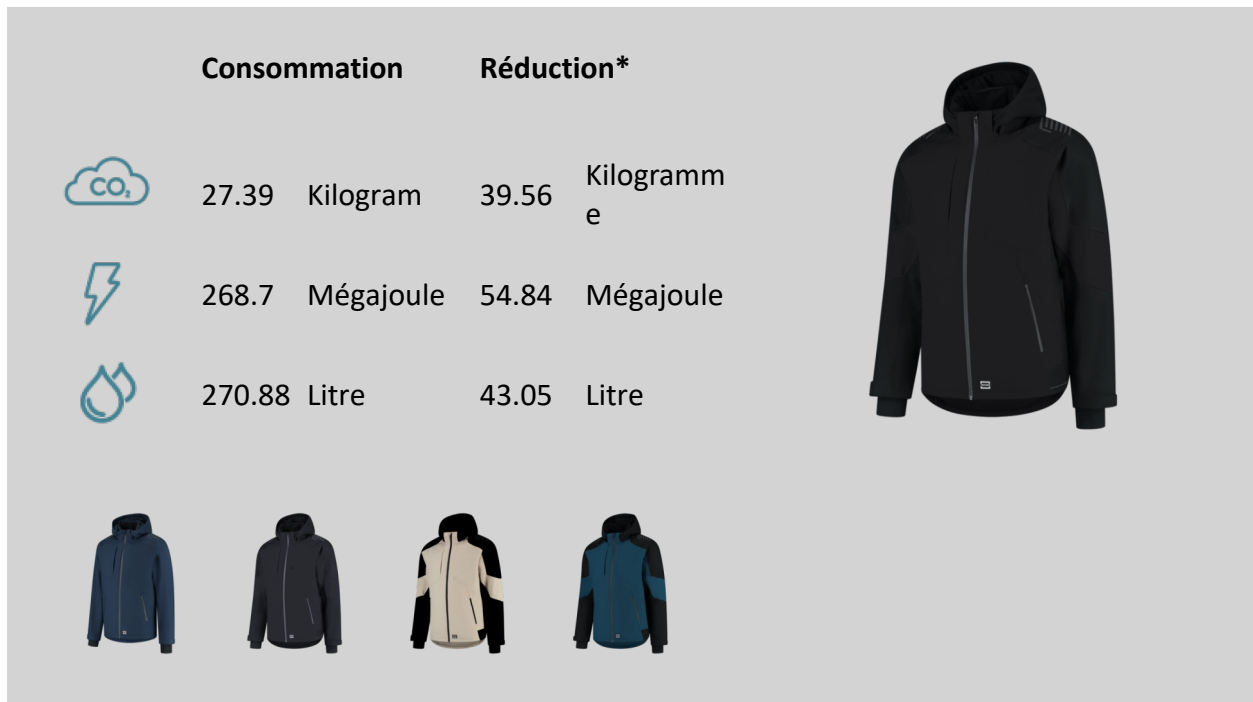 Consommation Réduction*
CO₂ 27.39 Kilogram 39.56 Kilogramm
e
268.7 Mégajoule 54.84 Mégajoule
270.88 Litre 43.05 Litre